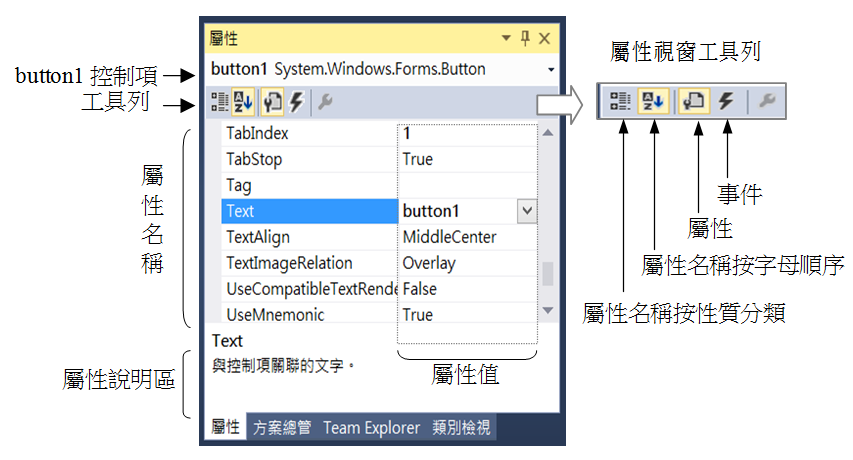 屬性
button1 System.Windows.Forms.Button
button1 控制項
工具列
屬性視窗工具列
TabIndex 1
TabStop True
Tag
Text button1
TextAlign MiddleCenter
TextImageRelation Overlay
UseCompatibleTextRende False
UseMnemonic True
屬性名稱
事件
屬性
屬性名稱按字母順序
屬性名稱按性質分類
Text
與控制項關聯的文字。
屬性說明區
屬性值
屬性 方案總管 Team Explorer 類別檢視